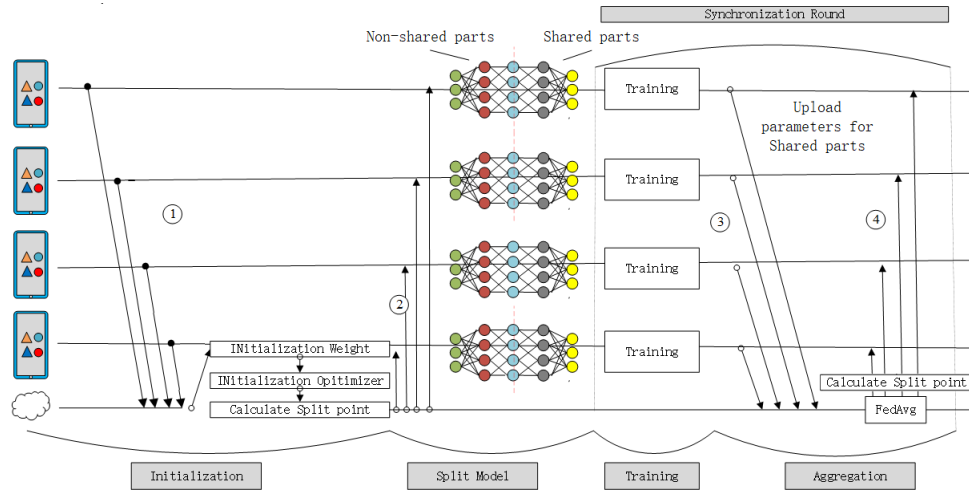 Synchronization Round
Non-shared parts
Shared parts
Training
Upload
parameters for
Shared parts
Training
1
3
4
Training
2
INitialization Weight
Training
INitialization Opitimizer
Calculate Split point
Calculate Split point
FedAvg
Initialization
Split Model
Training
Aggregation